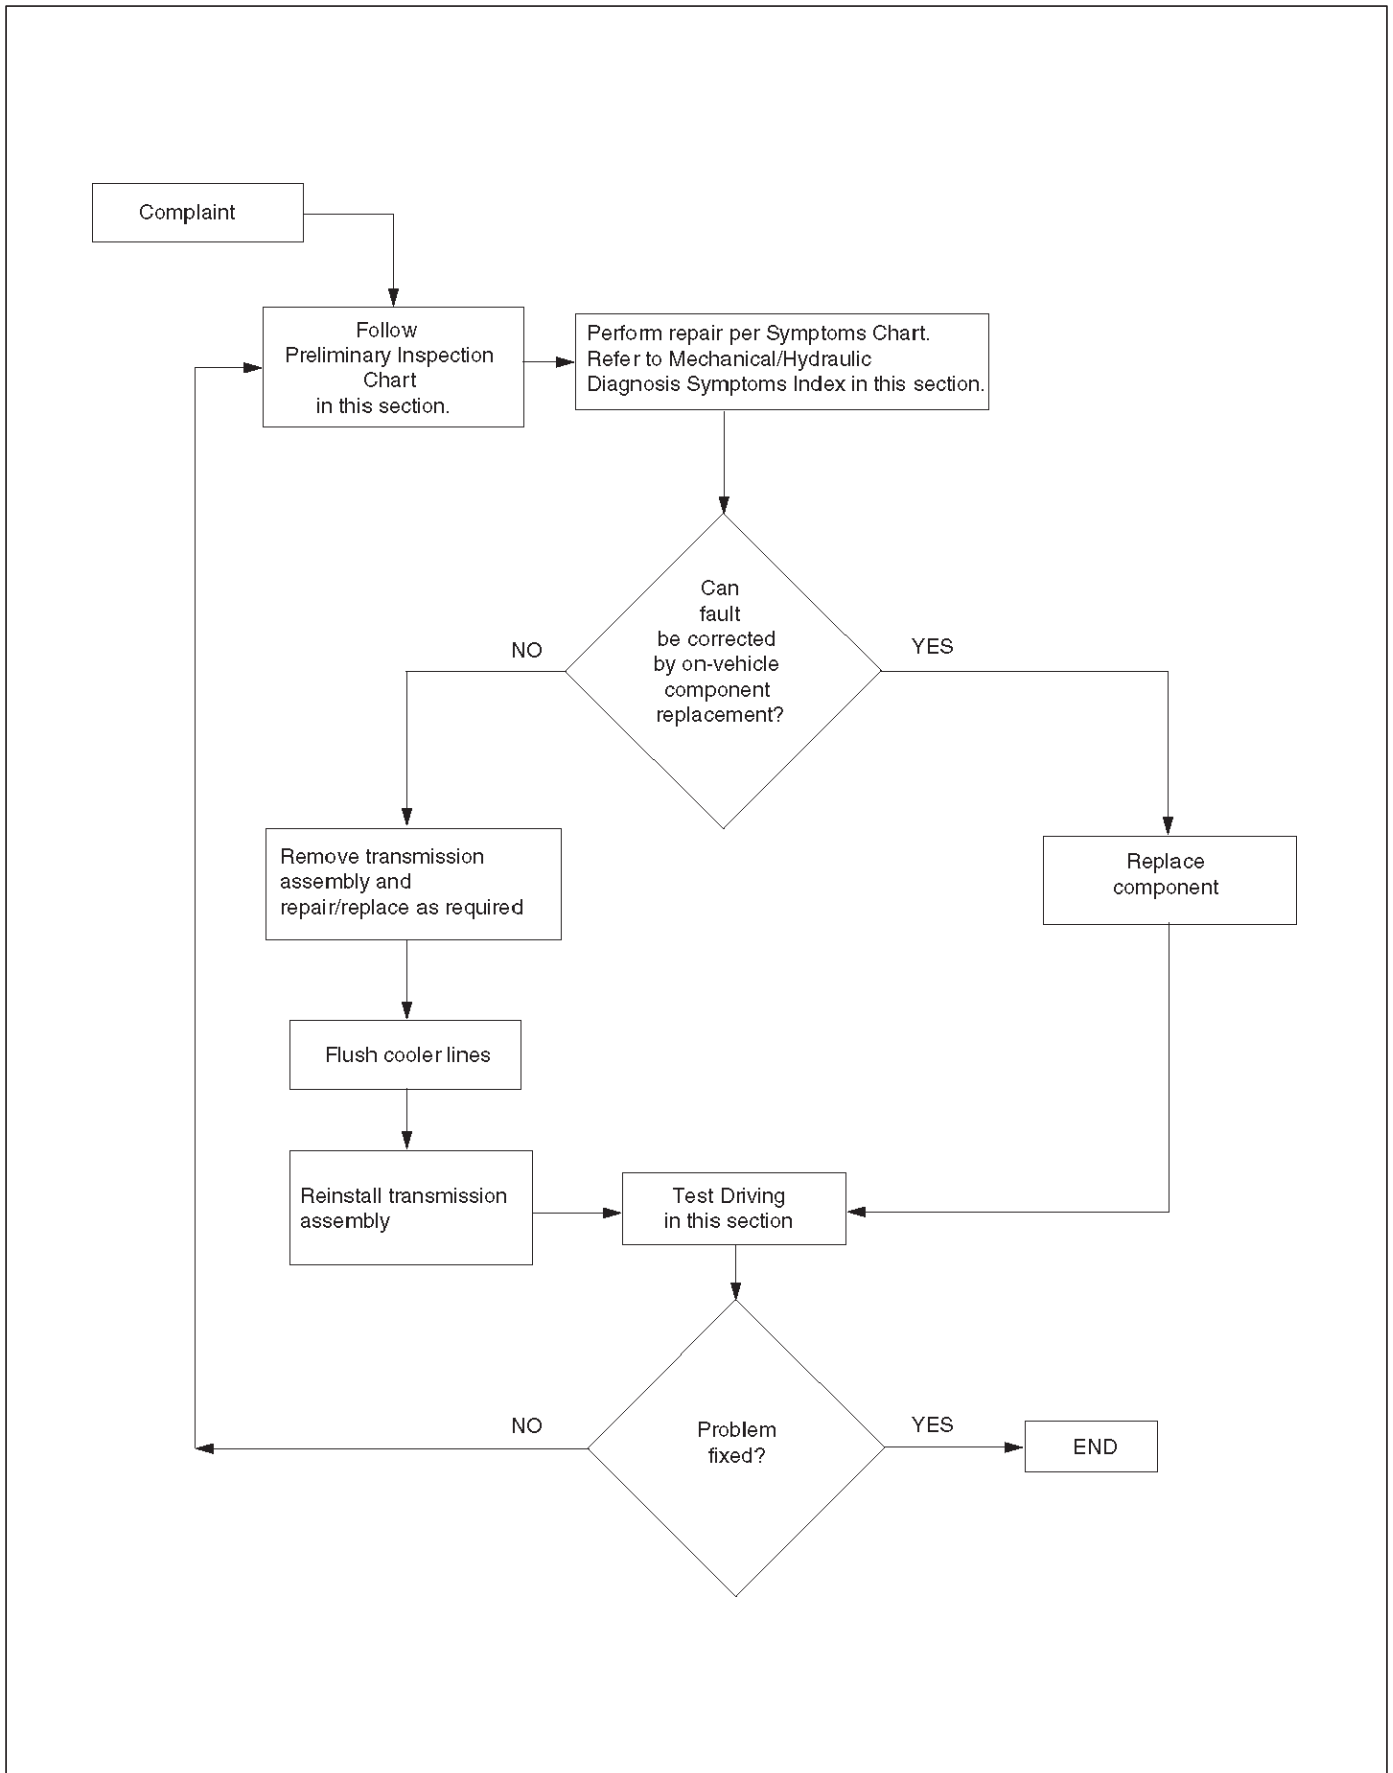 Complaint
Follow
Preliminary Inspection
Chart
in this section.
Perform repair per Symptoms Chart.
Refer to Mechanical/Hydraulic
Diagnosis Symptoms Index in this section.
Can
fault
be corrected
by on-vehicle
component
replacement?
NO
YES
Remove transmission
assembly and
repair/replace as required
Replace
component
Flush cooler lines
Reinstall transmission
assembly
Test Driving
in this section
Problem
fixed?
NO
YES
END